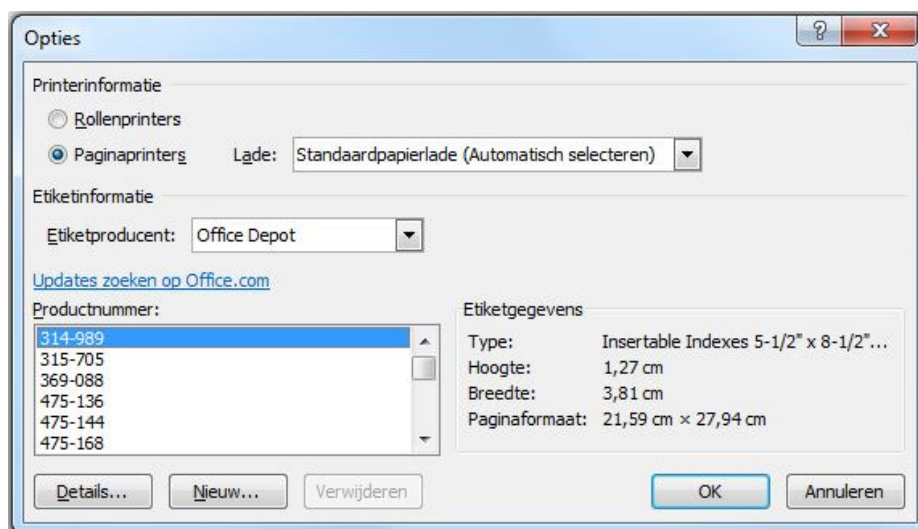 Opties
Printerinformatie
Rollenprinters
Paginaprinters Lade: Standaardpapierlade (Automatisch selecteren)
Etiketinformatie
Etiketproducent: Office Depot
Updates zoeken op Office.com
Productnummer:
314-989
315-705
369-088
475-136
475-144
475-168
Etiketgegevens
Type: Insertable Indexes 5-1/2" x 8-1/2"...
Hoogte: 1,27 cm
Breedte: 3,81 cm
Paginaformaat: 21,59 cm × 27,94 cm
Details... Nieuw... Verwijderen OK Annuleren